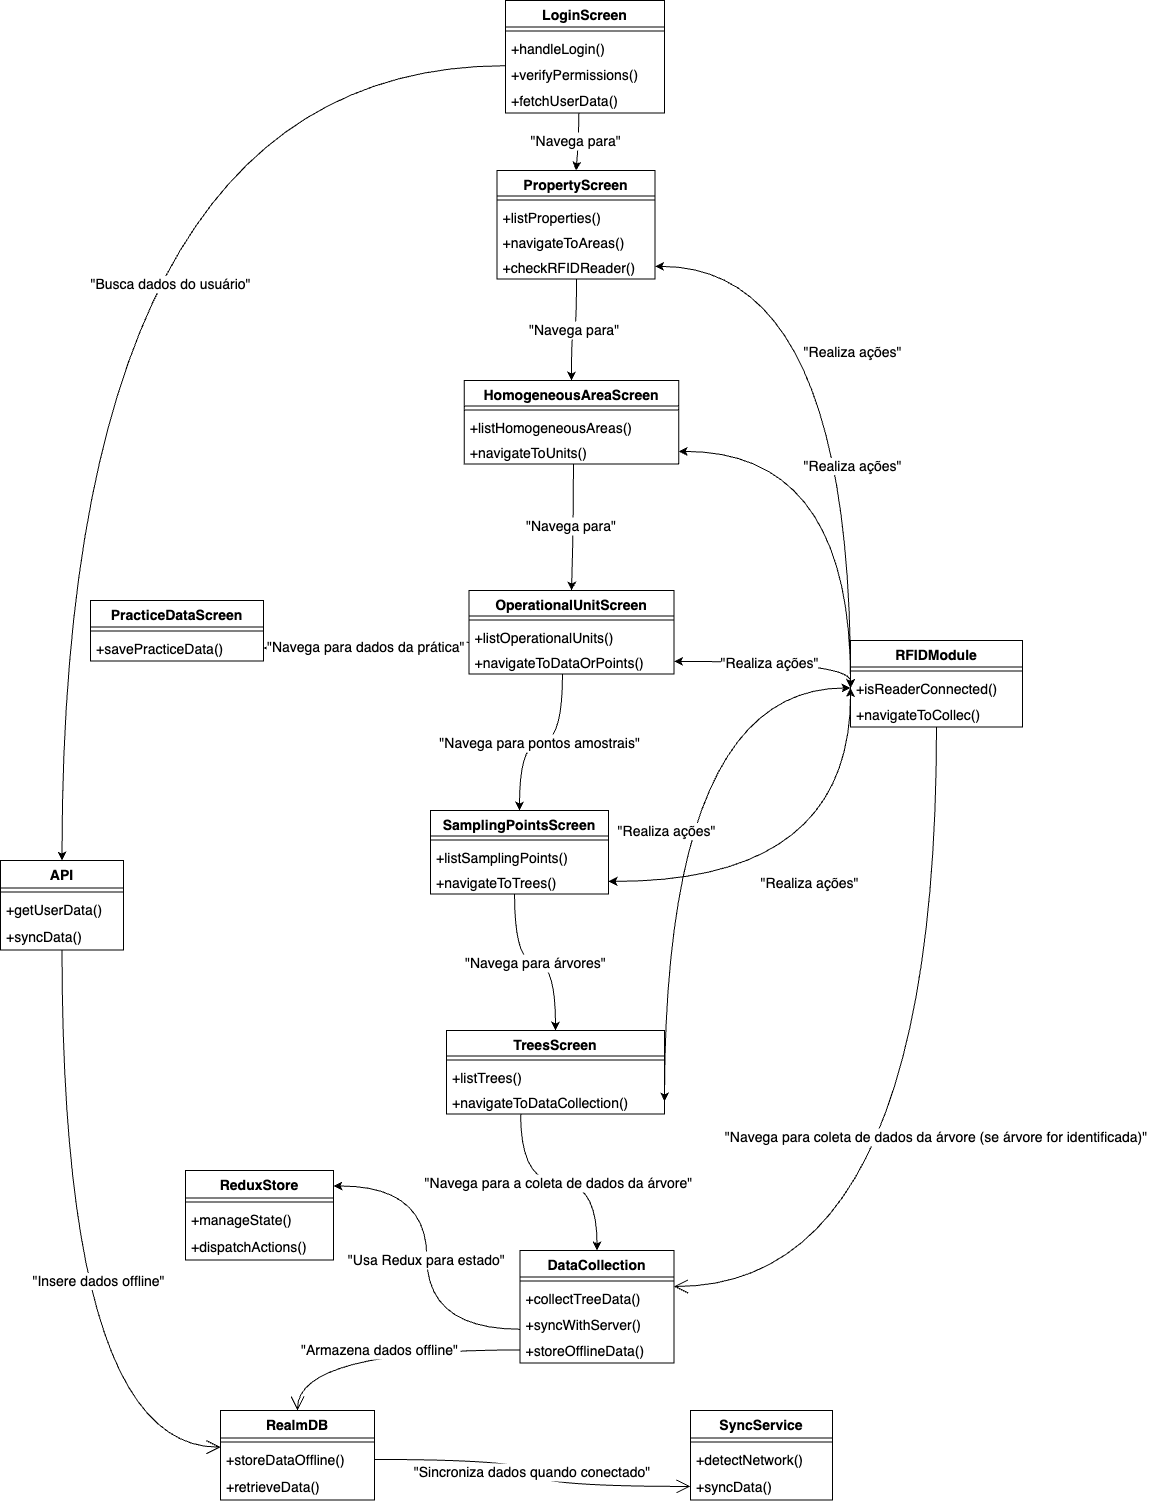 LoginScreen
+handleLogin()
+verifyPermissions()
+fetchUserData()
"Navega para"
PropertyScreen
+listProperties()
+navigateToAreas()
+checkRFIDReader()
"Busca dados do usuário"
"Navega para"
"Realiza ações"
HomogeneousAreaScreen
+listHomogeneousAreas()
+navigateToUnits()
"Realiza ações"
"Navega para"
PracticeDataScreen
+savePracticeData()
"Navega para dados da prática"
OperationalUnitScreen
+listOperationalUnits()
+navigateToDataOrPoints()
"Realiza ações"
RFIDModule
+isReaderConnected()
+navigateToCollec()
"Navega para pontos amostrais"
SamplingPointsScreen
+listSamplingPoints()
+navigateToTrees()
"Realiza ações"
"Realiza ações"
API
+getUserData()
+syncData()
"Navega para árvores"
TreesScreen
+listTrees()
+navigateToDataCollection()
"Navega para coleta de dados da árvore (se árvore for identificada)"
"Navega para a coleta de dados da árvore"
ReduxStore
+manageState()
+dispatchActions()
"Usa Redux para estado"
DataCollection
+collectTreeData()
+syncWithServer()
+storeOfflineData()
"Insere dados offline"
"Armazena dados offline"
RealmDB
+storeDataOffline()
+retrieveData()
"Sincroniza dados quando conectado"
SyncService
+detectNetwork()
+syncData()